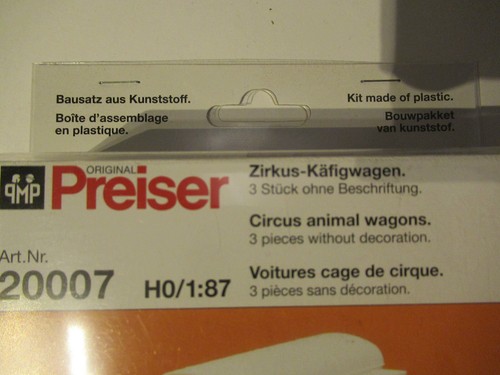 Bausatz aus Kunststoff.
Boîte d'assemblage
en plastique.
Kit made of plastic.
Bouwpakket
van kunststof.
PMP
ORIGINAL
Preiser
Art.Nr.
20007
H0/1:87
Zirkus-Käfigwagen.
3 Stück ohne Beschriftung.
Circus animal wagons.
3 pieces without decoration.
Voitures cage de cirque.
3 pièces sans décoration.